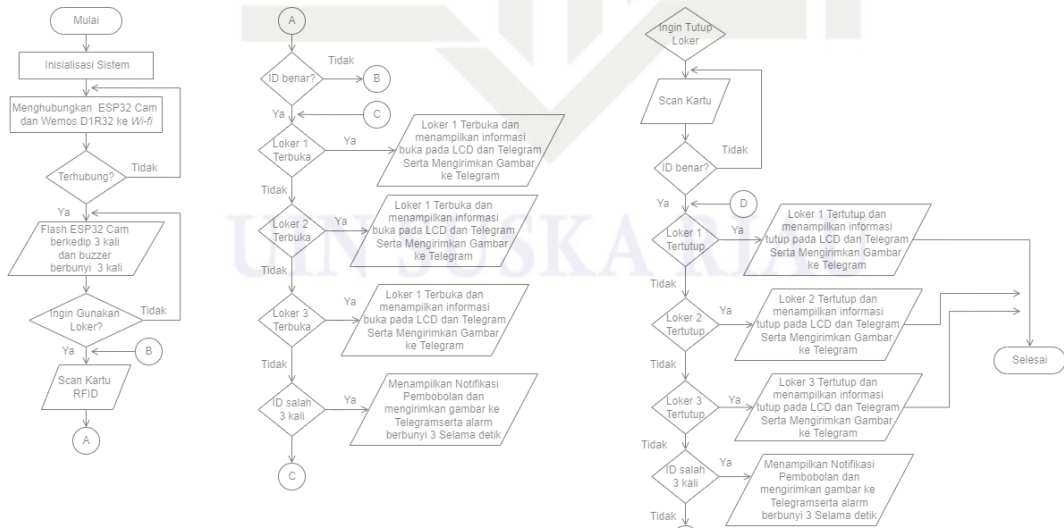 Mulai
Inisialisasi Sistem
Menghubungkan ESP32 Cam
dan Wemos D1R32 ke Wi-fi
Terhubung?
Tidak
Ya
Flash ESP32 Cam
berkedip 3 kali
dan buzzer
berbunyi 3 kali
Ingin Gunakan
Loker?
Tidak
Ya
B
Scan Kartu
RFID
A
A
ID benar?
Tidak
B
Ya
C
Loker 1
Terbuka
Ya
Loker 1 Terbuka dan
menampilkan informasi
buka pada LCD dan Telegram
Serta Mengirimkan Gambar
ke Telegram
Tidak
Loker 2
Terbuka
Ya
Loker 1 Terbuka dan
menampilkan informasi
buka pada LCD dan Telegram
Serta Mengirimkan Gambar
ke Telegram
Tidak
Loker 3
Terbuka
Ya
Loker 1 Terbuka dan
menampilkan informasi
buka pada LCD dan Telegram
Serta Mengirimkan Gambar
ke Telegram
Tidak
ID salah
3 kali
Ya
Menampilkan Notifikasi
Pembobolan dan
mengirimkan gambar ke
Telegramserta alarm
berbunyi 3 Selama detik
C
Ingin Tutup
Loker
Scan Kartu
ID benar?
Tidak
Ya
D
Loker 1
Tertutup
Ya
Loker 1 Tertutup dan
menampilkan informasi
tutup pada LCD dan Telegram
Serta Mengirimkan Gambar
ke Telegram
Tidak
Loker 2
Tertutup
Ya
Loker 2 Tertutup dan
menampilkan informasi
tutup pada LCD dan Telegram
Serta Mengirimkan Gambar
ke Telegram
Tidak
Loker 3
Tertutup
Ya
Loker 3 Tertutup dan
menampilkan informasi
tutup pada LCD dan Telegram
Serta Mengirimkan Gambar
ke Telegram
Tidak
ID salah
3 kali
Ya
Menampilkan Notifikasi
Pembobolan dan
mengirimkan gambar ke
Telegramserta alarm
berbunyi 3 Selama detik
Tidak
Selesai
UIN SUSKA RIAU